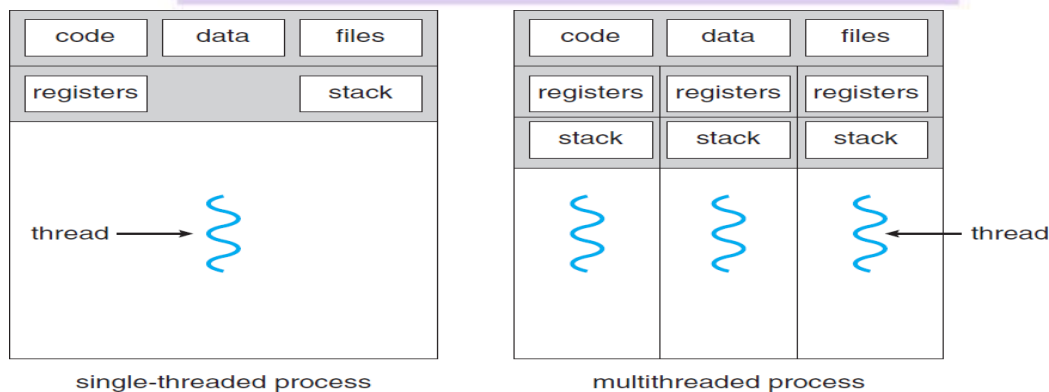 code data files
registers stack
thread
single-threaded process
code data files
registers registers registers
stack stack stack
thread
multithreaded process